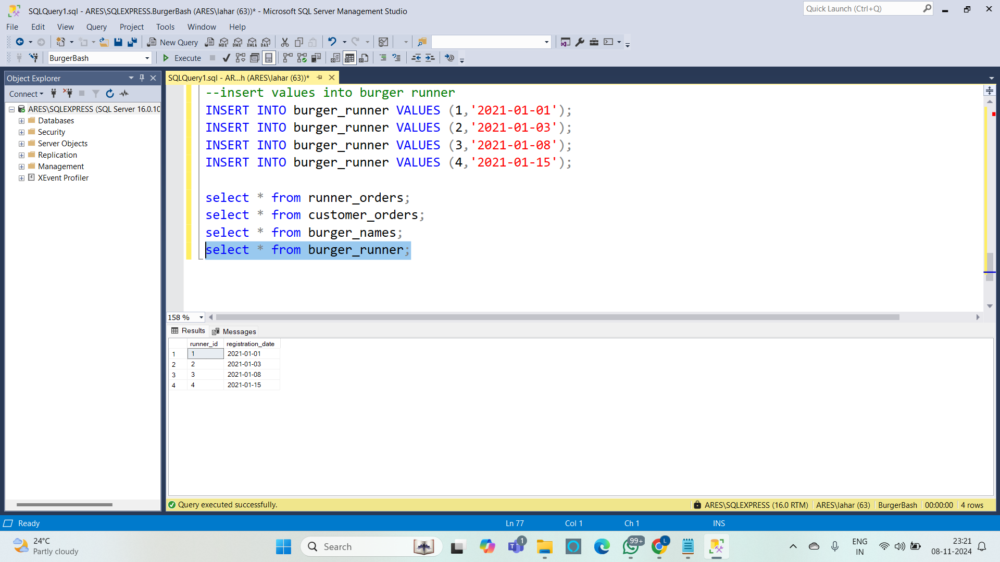 SQLQuery1.sql - ARES\SQLEXPRESS.BurgerBash (ARES\lahar (63))* - Microsoft SQL Server Management Studio
Quick Launch (Ctrl+Q)
File Edit View Query Project Tools Window Help
New Query MDX DMX XMLA DAX
BurgerBash Execute
Object Explorer
SQLQuery1.sql - AR...h (ARES\lahar (63))*
Connect
ARES\SQLEXPRESS (SQL Server 16.0.10
Databases
Security
Server Objects
Replication
Management
XEvent Profiler
--insert values into burger runner
INSERT INTO burger_runner VALUES (1,'2021-01-01');
INSERT INTO burger_runner VALUES (2,'2021-01-03');
INSERT INTO burger_runner VALUES (3,'2021-01-08');
INSERT INTO burger_runner VALUES (4,'2021-01-15');
select * from runner_orders;
select * from customer_orders;
select * from burger_names;
select * from burger_runner;
158 %
Results Messages
runner_id registration_date
1 1 2021-01-01
2 2 2021-01-03
3 3 2021-01-08
4 4 2021-01-15
Query executed successfully. ARES\SQLEXPRESS (16.0 RTM) ARES\lahar (63) BurgerBash 00:00:00 4 rows
Ready Ln 77 Col 1 Ch 1 INS
24°C
Partly cloudy
Search
1
99+
L
ENG
IN
23:21
08-11-2024